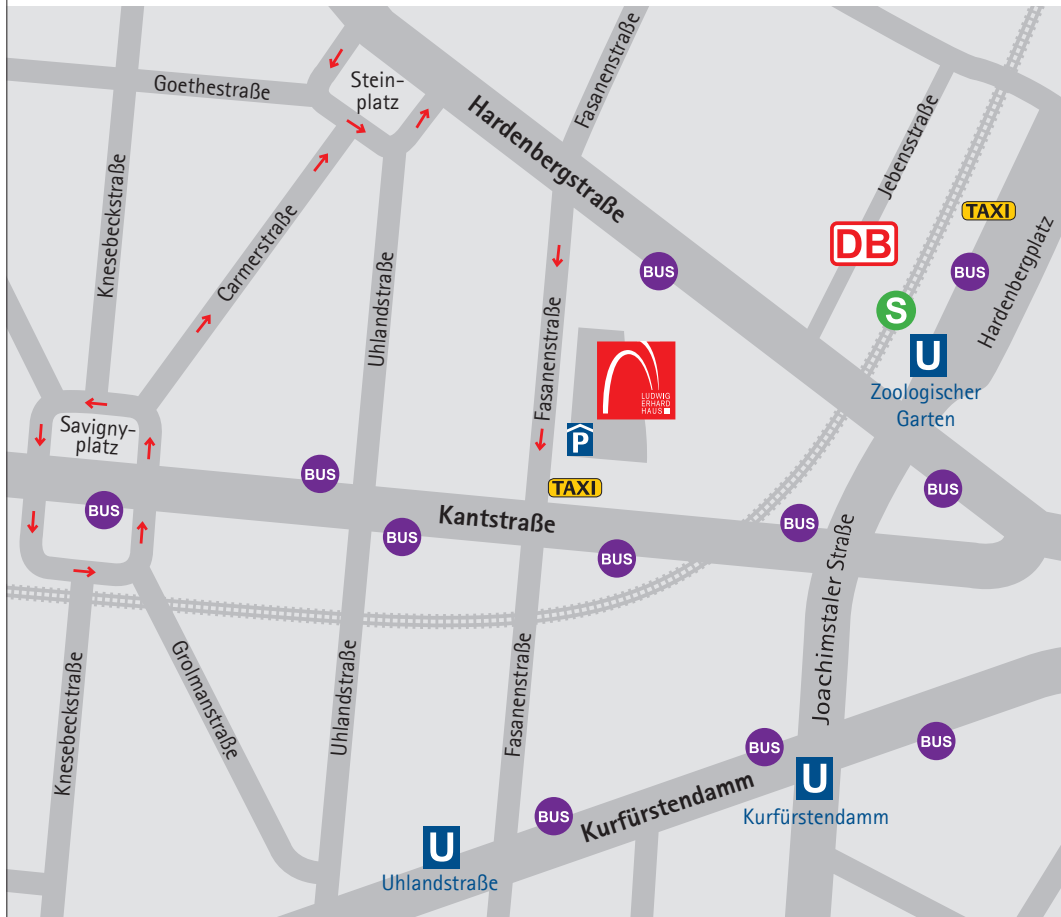 Goethestraße
Stein-
platz
Hardenbergstraße
Fasanenstraße
Jebensstraße
TAXI
DB
BUS
Hardenbergplatz
Knesebeckstraße
Carmerstraße
Uhlandstraße
BUS
S
U
Zoologischer
Garten
Fasanenstraße
LUDWIG
ERHARD
HAUS
P
Savigny-
platz
BUS
BUS
TAXI
Kantstraße
BUS
BUS
BUS
BUS
Joachimstaler Straße
Knesebeckstraße
Grolmanstraße
Uhlandstraße
Fasanenstraße
BUS
BUS
BUS
Kurfürstendamm
U
Kurfürstendamm
U
Uhlandstraße